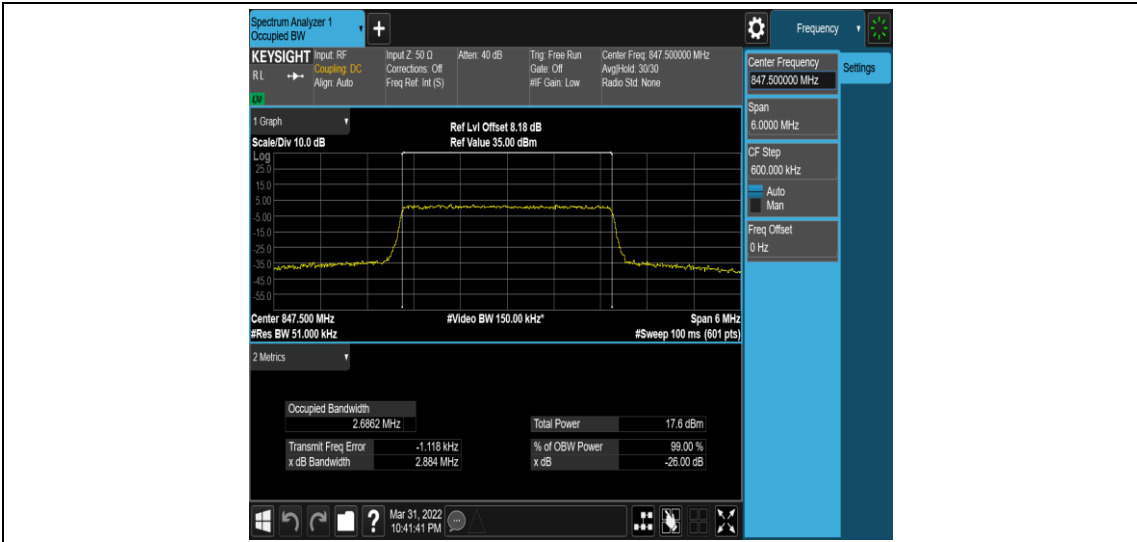 Spectrum Analyzer 1
Occupied BW
+
Frequency
KEYSIGHT
RL
LXI
Input: RF
Coupling: DC
Align: Auto
Input Z: 50 Ω
Corrections: Off
Freq Ref: Int (S)
Atten: 40 dB
Trig: Free Run
Gate: Off
#IF Gain: Low
Center Freq: 847.500000 MHz
Avg|Hold: 30/30
Radio Std: None
Center Frequency
847.500000 MHz
Settings
Span
6.0000 MHz
CF Step
600.000 kHz
Auto
Man
Freq Offset
0 Hz
1 Graph
Scale/Div 10.0 dB
Ref Lvl Offset 8.18 dB
Ref Value 35.00 dBm
Log
25.0
15.0
5.00
-5.00
-15.0
-25.0
-35.0
-45.0
-55.0
Center 847.500 MHz
#Video BW 150.00 kHz*
Span 6 MHz
#Res BW 51.000 kHz
#Sweep 100 ms (601 pts)
2 Metrics
Occupied Bandwidth
2.6862 MHz
Total Power 17.6 dBm
Transmit Freq Error -1.118 kHz
% of OBW Power 99.00 %
x dB Bandwidth 2.884 MHz
x dB -26.00 dB
?
Mar 31, 2022
10:41:41 PM